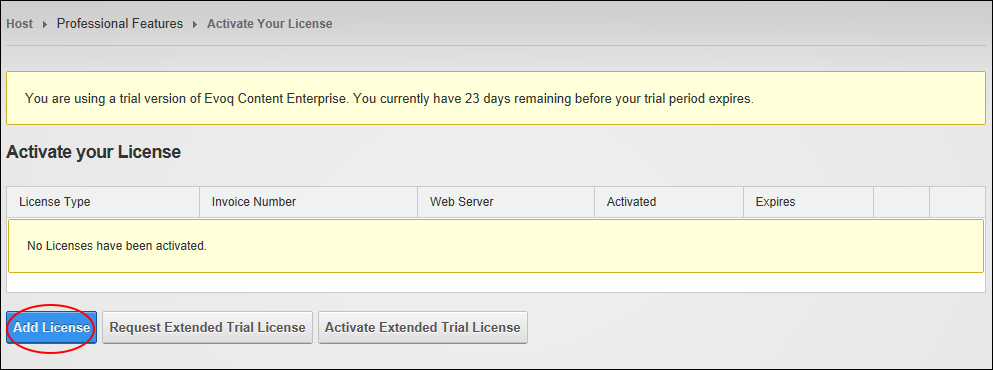 Host Professional Features Activate Your License
You are using a trial version of Evoq Content Enterprise. You currently have 23 days remaining before your trial period expires.
Activate your License
License Type Invoice Number Web Server Activated Expires
No Licenses have been activated.
Add License Request Extended Trial License Activate Extended Trial License